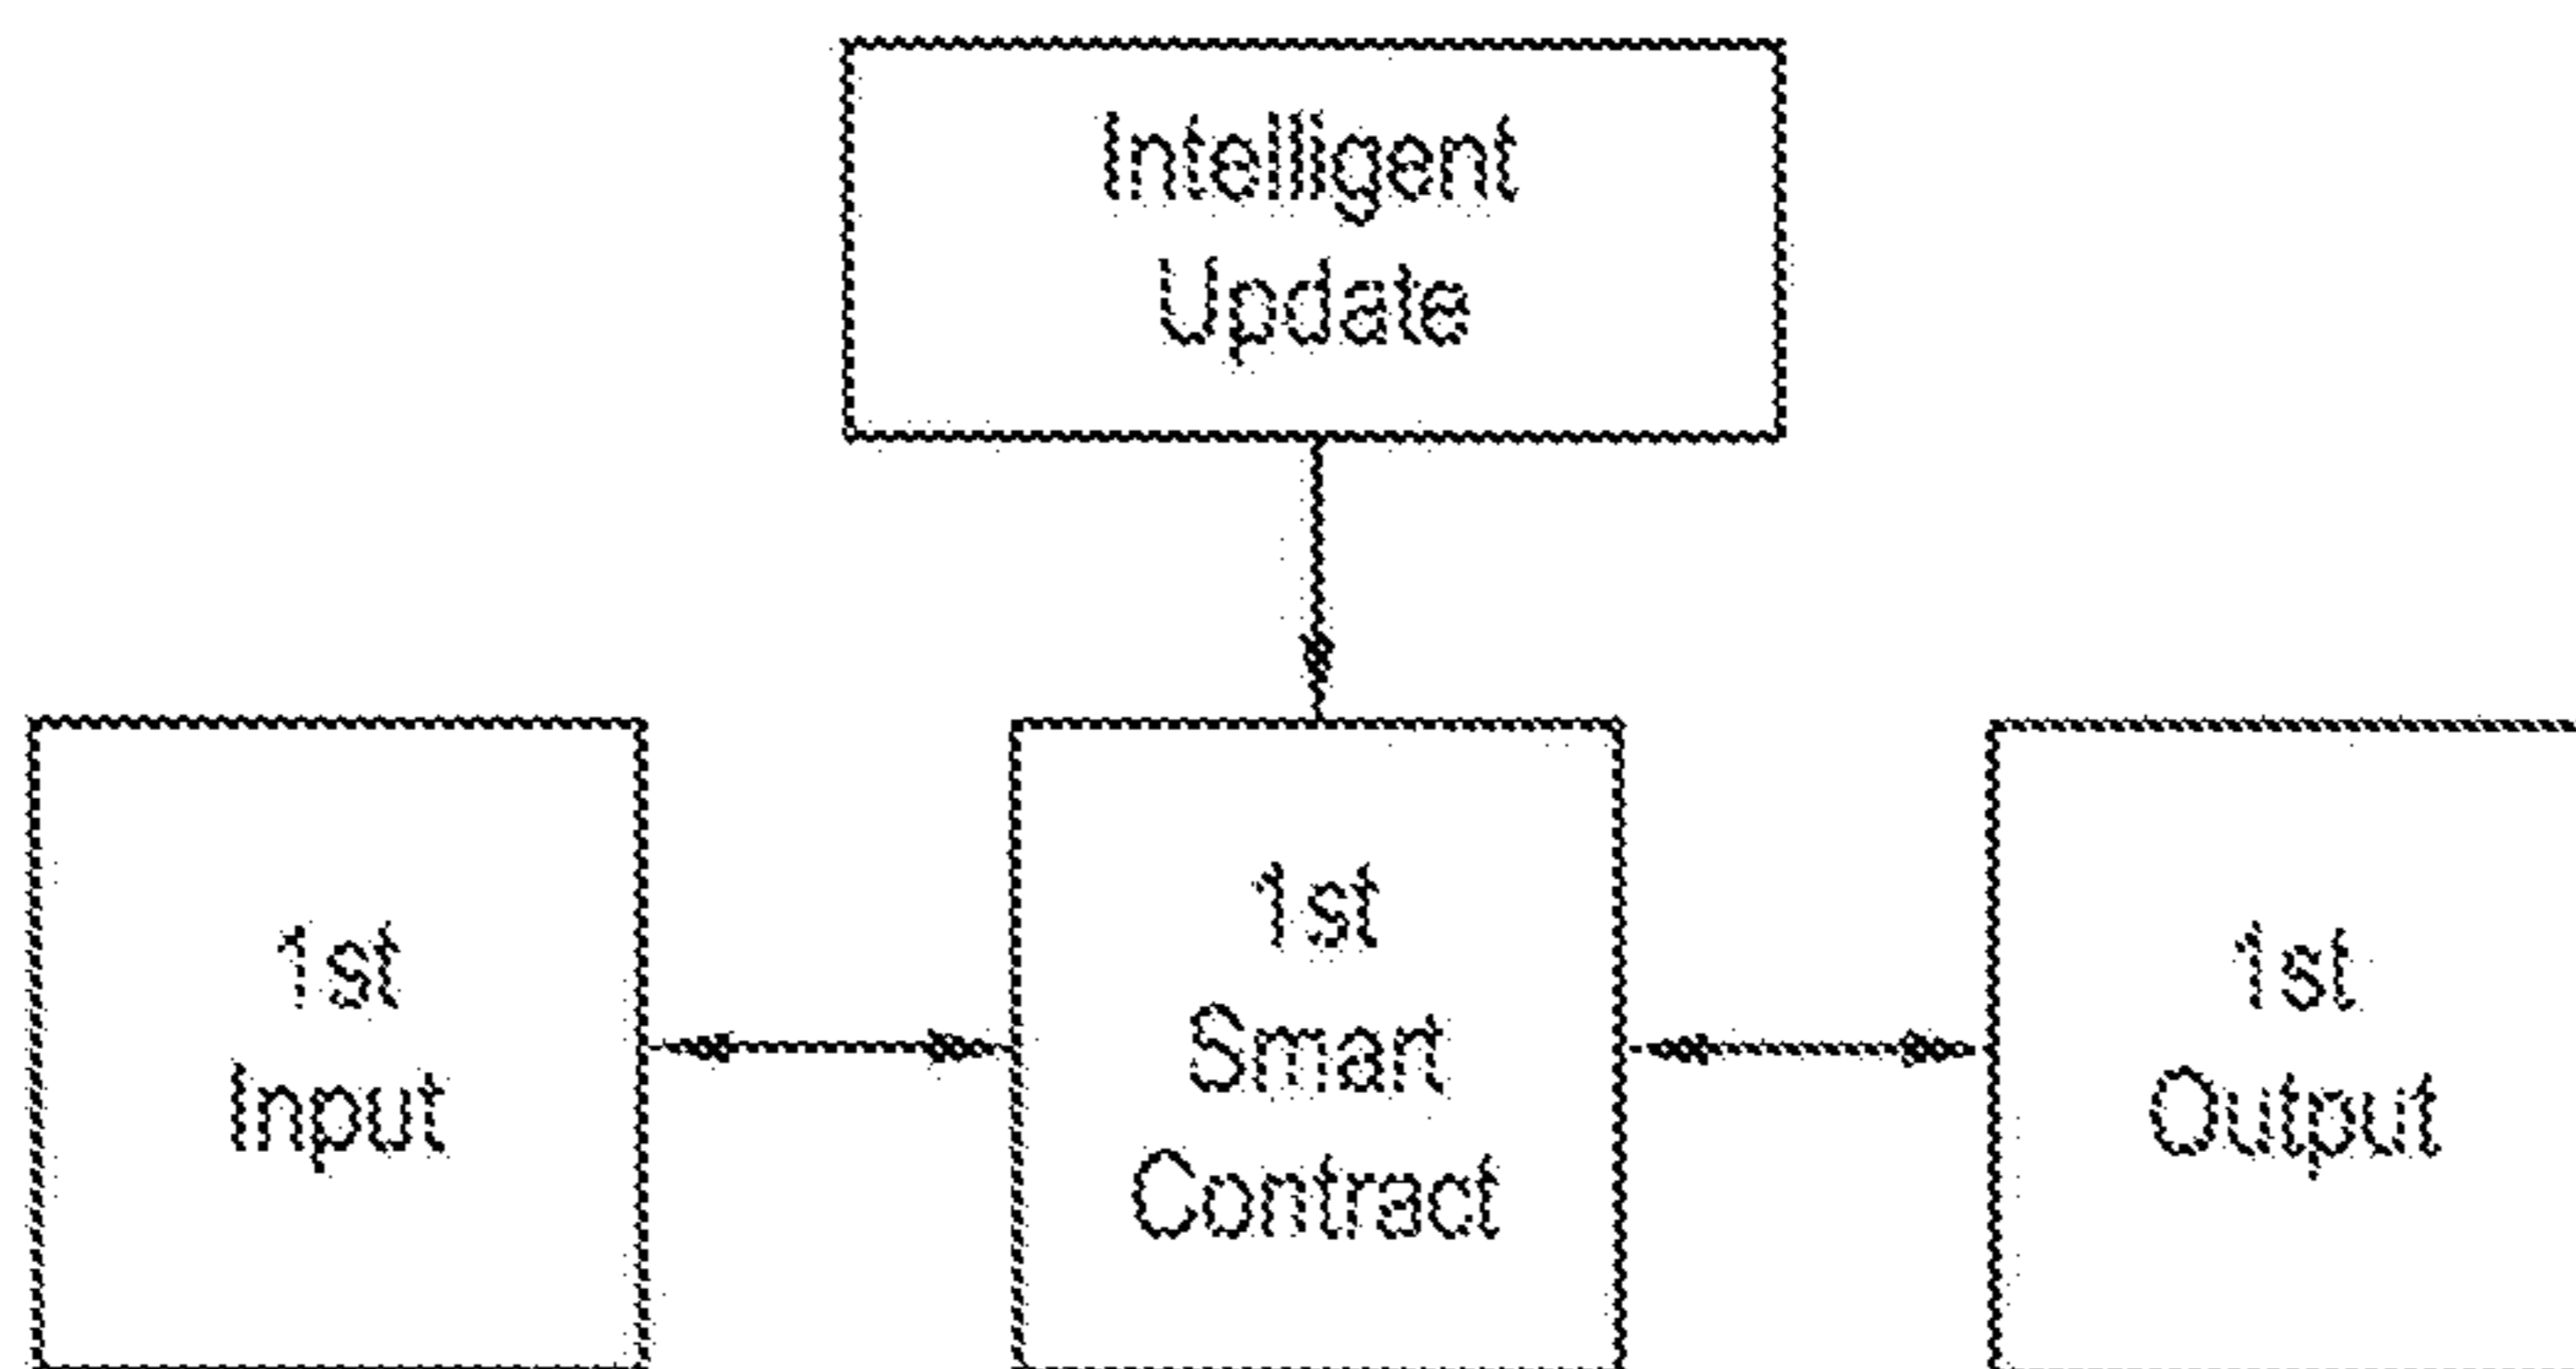 Intelligent
Update
1st
Input
1st
Smart
Contract
1st
Output